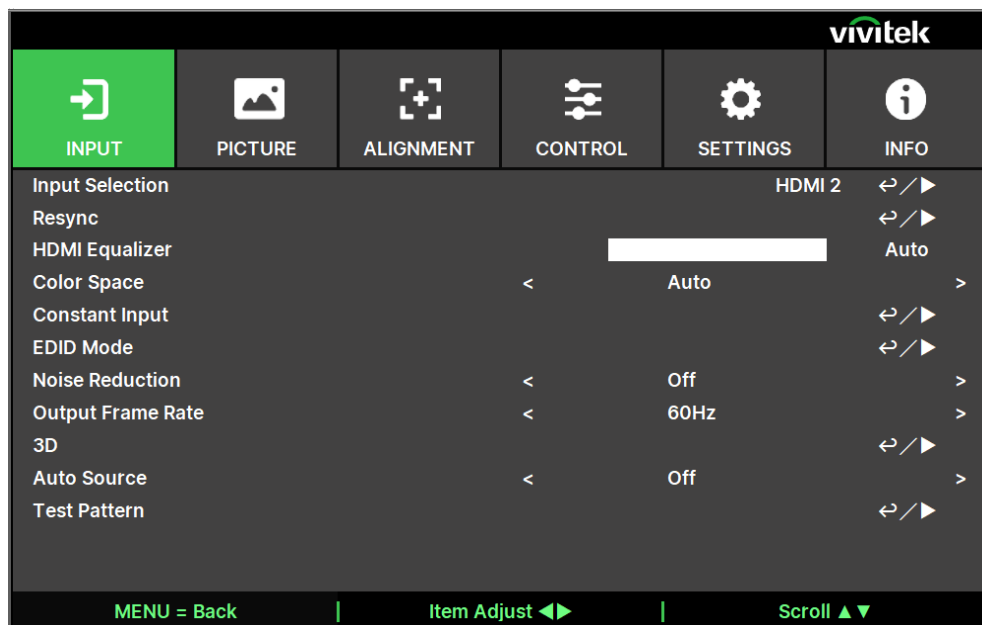 vivitek
INPUT PICTURE ALIGNMENT CONTROL SETTINGS INFO
Input Selection HDMI 2 ↩／▶
Resync ↩／▶
HDMI Equalizer Auto
Color Space < Auto >
Constant Input ↩／▶
EDID Mode ↩／▶
Noise Reduction < Off >
Output Frame Rate < 60Hz >
3D ↩／▶
Auto Source < Off >
Test Pattern ↩／▶
MENU = Back | Item Adjust ◀▶ | Scroll ▲▼